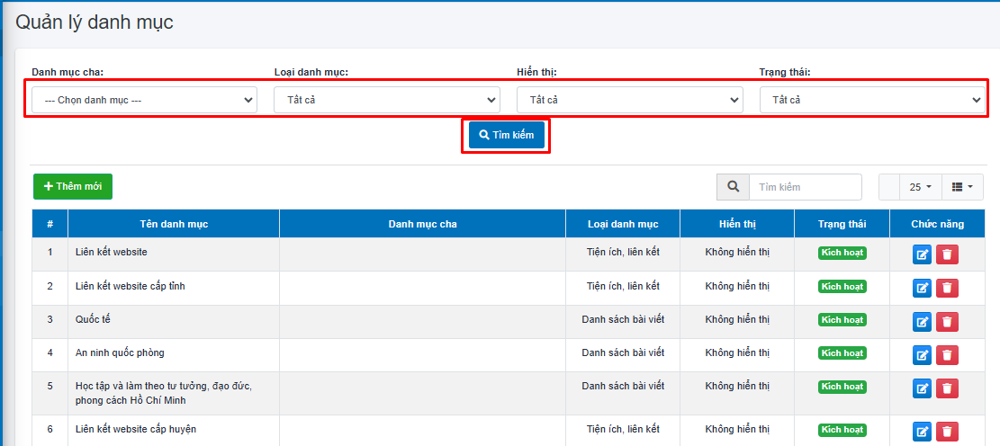 Quản lý danh mục
Danh mục cha: Loại danh mục: Hiển thị: Trạng thái:
--- Chọn danh mục --- Tất cả Tất cả Tất cả
Tìm kiếm
Thêm mới Tìm kiếm 25
# Tên danh mục Danh mục cha Loại danh mục Hiển thị Trạng thái Chức năng
1 Liên kết website Tiện ích, liên kết Không hiển thị Kích hoạt
2 Liên kết website cấp tỉnh Tiện ích, liên kết Không hiển thị Kích hoạt
3 Quốc tế Danh sách bài viết Không hiển thị Kích hoạt
4 An ninh quốc phòng Danh sách bài viết Không hiển thị Kích hoạt
5 Học tập và làm theo tư tưởng, đạo đức, Danh sách bài viết Không hiển thị Kích hoạt
phong cách Hồ Chí Minh
6 Liên kết website cấp huyện Tiện ích, liên kết Không hiển thị Kích hoạt